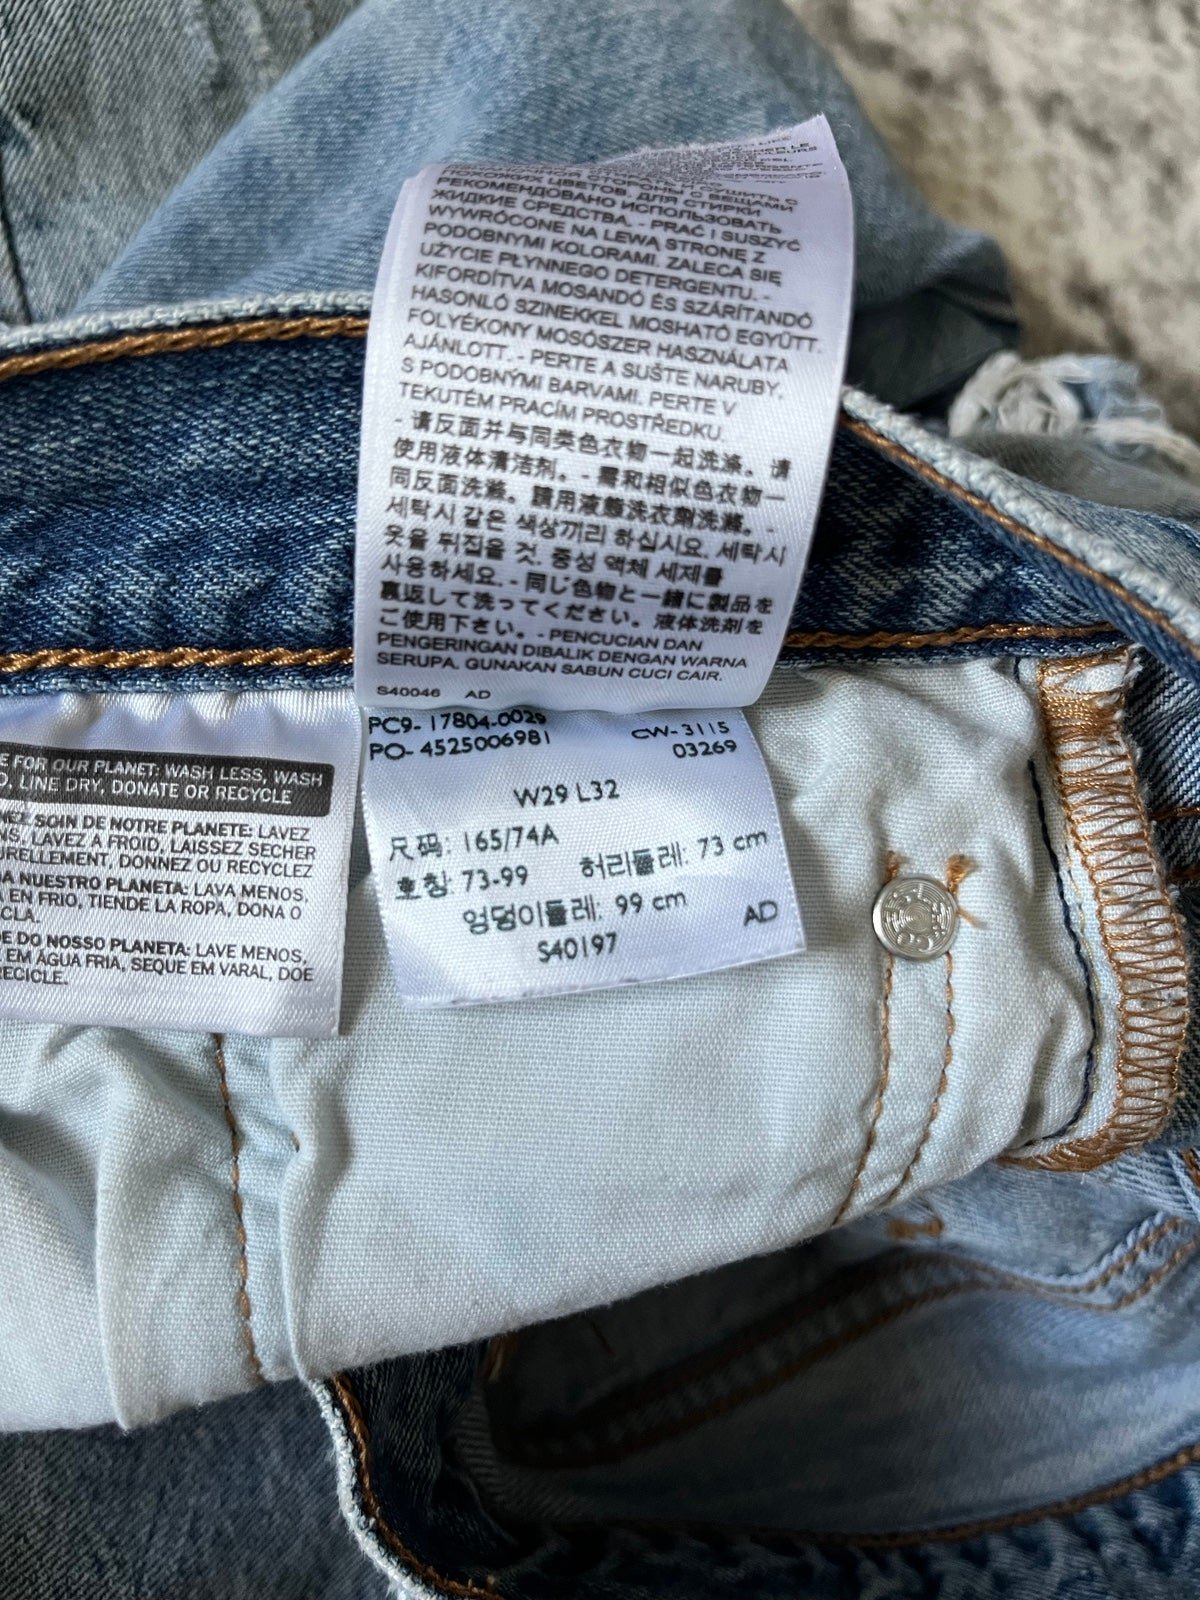 ПОХОЖИХ ЦВЕТОВ. ДЛЯ СТИРКИ
РЕКОМЕНДОВАНО ИСПОЛЬЗОВАТЬ
ЖИДКИЕ СРЕДСТВА. - PRAĆ I SUSZYĆ
WYWRÓCONE NA LEWĄ STRONĘ Z
PODOBNYMI KOLORAMI. ZALECA SIĘ
UŻYCIE PŁYNNEGO DETERGENTU. -
KIFORDÍTVA MOSANDÓ ÉS SZÁRÍTANDÓ
HASONLÓ SZINEKKEL MOSHATÓ EGYÜTT.
FOLYÉKONY MOSÓSZER HASZNÁLATA
AJÁNLOTT. - PERTE A SUŠTE NARUBY,
S PODOBNÝMI BARVAMI. PERTE V
TEKUTÉM PRACÍM PROSTŘEDKU.
- 请反面并与同类色衣物一起洗涤。请
使用液体清洁剂。- 需和相似色衣物一
同反面洗滌。請用液體洗衣劑洗滌。-
세탁시 같은 색상끼리 하십시요. 세탁시
옷을 뒤집을 것. 중성 액체 세제를
사용하세요. - 同じ色物と一緒に製品を
裏返して洗ってください。液体洗剤を
ご使用下さい。- PENCUCIAN DAN
PENGERINGAN DIBALIK DENGAN WARNA
SERUPA. GUNAKAN SABUN CUCI CAIR.
S40046 AD
PC9- 17804-0029
PO- 4525006981
CW-3115
03269
W29 L32
尺码: 165/74A
호칭: 73-99 허리둘레: 73 cm
엉덩이둘레: 99 cm
S40197 AD
FOR OUR PLANET: WASH LESS, WASH
LINE DRY, DONATE OR RECYCLE
SOIN DE NOTRE PLANETE: LAVEZ
LAVEZ À FROID, LAISSEZ SECHER
DONNEZ OU RECYCLEZ
NUESTRO PLANETA: LAVA MENOS,
EN FRIO, TIENDE LA ROPA, DONA O
DO NOSSO PLANETA: LAVE MENOS,
EM AGUA FRIA, SEQUE EM VARAL, DOE
RECICLE.